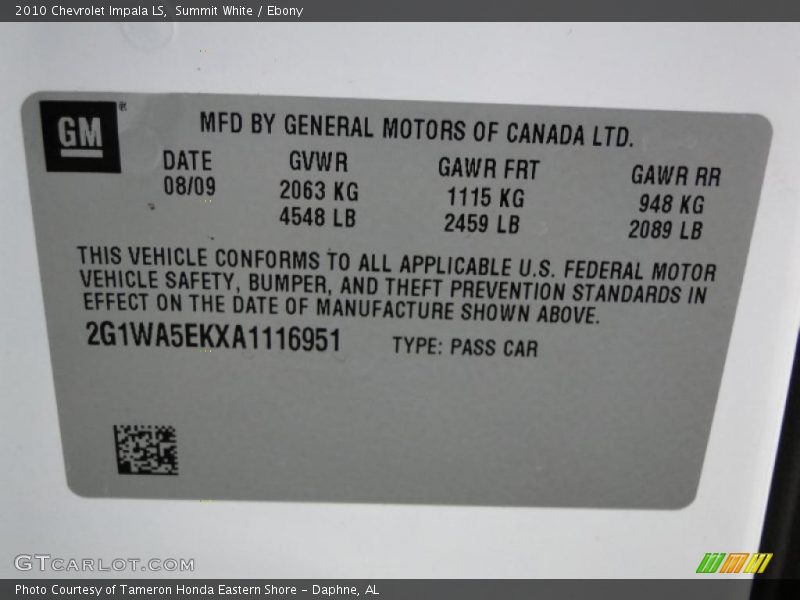 2010 Chevrolet Impala LS, Summit White / Ebony
GM®
MFD BY GENERAL MOTORS OF CANADA LTD.
DATE GVWR GAWR FRT GAWR RR
08/09 2063 KG 1115 KG 948 KG
4548 LB 2459 LB 2089 LB
THIS VEHICLE CONFORMS TO ALL APPLICABLE U.S. FEDERAL MOTOR
VEHICLE SAFETY, BUMPER, AND THEFT PREVENTION STANDARDS IN
EFFECT ON THE DATE OF MANUFACTURE SHOWN ABOVE.
2G1WA5EKXA1116951 TYPE: PASS CAR
GTCARLOT.COM
Photo Courtesy of Tameron Honda Eastern Shore - Daphne, AL